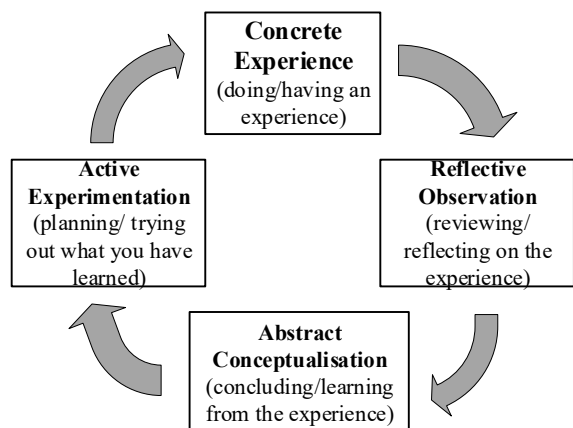 Concrete
Experience
(doing/having an
experience)
Active
Experimentation
(planning/ trying
out what you have
learned)
Reflective
Observation
(reviewing/
reflecting on the
experience)
Abstract
Conceptualisation
(concluding/learning
from the experience)